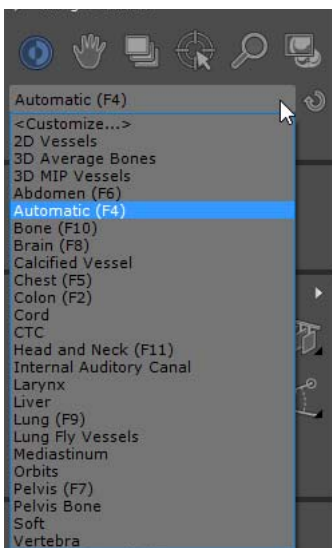 Automatic (F4)
<Customize...>
2D Vessels
3D Average Bones
3D MIP Vessels
Abdomen (F6)
Automatic (F4)
Bone (F10)
Brain (F8)
Calcified Vessel
Chest (F5)
Colon (F2)
Cord
CTC
Head and Neck (F11)
Internal Auditory Canal
Larynx
Liver
Lung (F9)
Lung Fly Vessels
Mediastinum
Orbits
Pelvis (F7)
Pelvis Bone
Soft
Vertebra